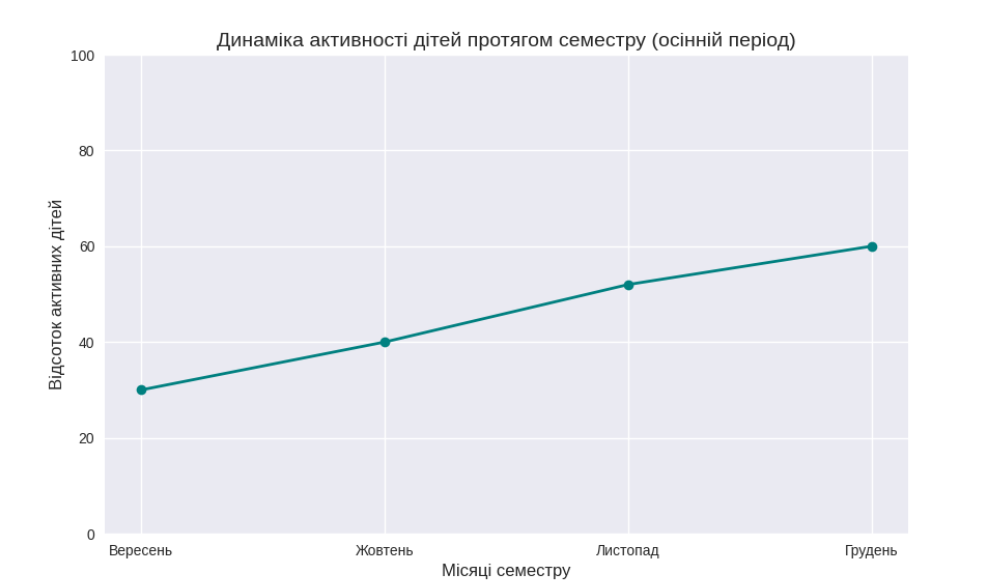 Динаміка активності дітей протягом семестру (осінній період)
Відсоток активних дітей
100
80
60
40
20
0
Вересень Жовтень Листопад Грудень
Місяці семестру